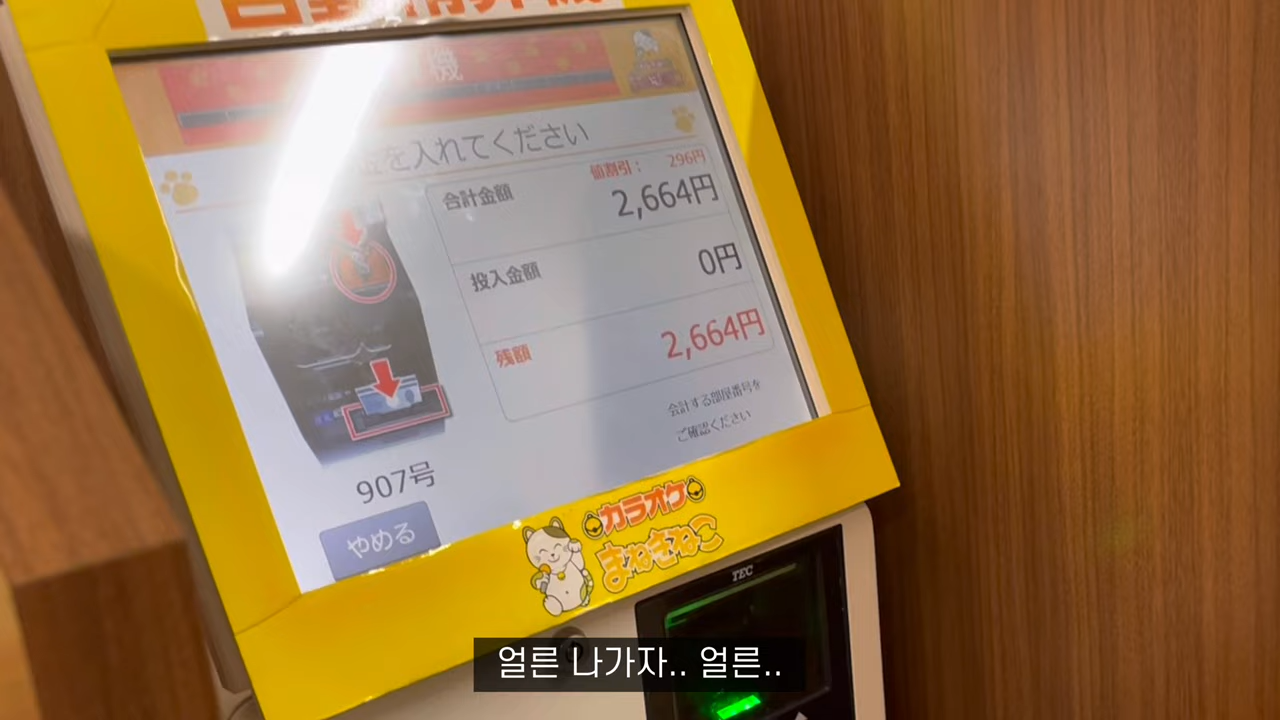 機
を入れてください
値割引： 296円
合計金額 2,664円
投入金額 0円
残額 2,664円
会計する部屋番号を
ご確認ください
907号
やめる
カラオケ
まねきねこ
TEC
얼른 나가자.. 얼른..